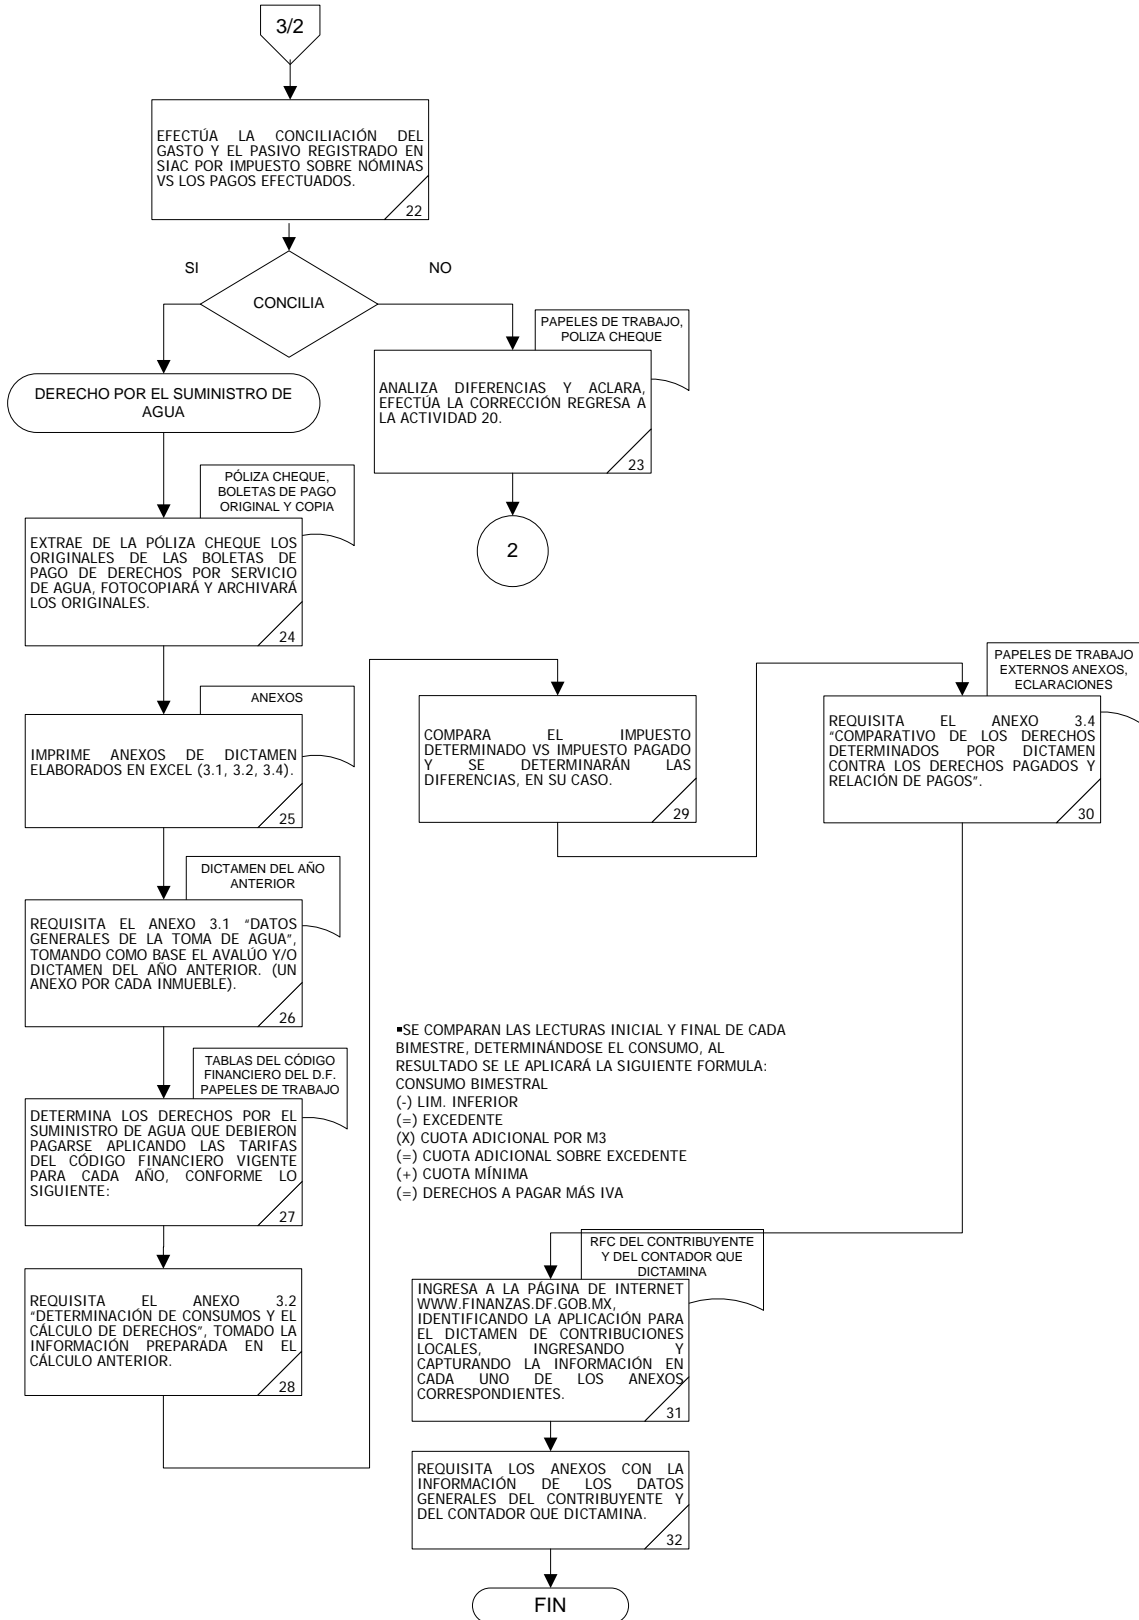 3/2
EFECTÚA LA CONCILIACIÓN DEL
GASTO Y EL PASIVO REGISTRADO EN
SIAC POR IMPUESTO SOBRE NÓMINAS
VS LOS PAGOS EFECTUADOS.
22
SI
NO
CONCILIA
PAPELES DE TRABAJO,
POLIZA CHEQUE
ANALIZA DIFERENCIAS Y ACLARA,
EFECTÚA LA CORRECCIÓN REGRESA A
LA ACTIVIDAD 20.
23
2
DERECHO POR EL SUMINISTRO DE
AGUA
PÓLIZA CHEQUE,
BOLETAS DE PAGO
ORIGINAL Y COPIA
EXTRAE DE LA PÓLIZA CHEQUE LOS
ORIGINALES DE LAS BOLETAS DE
PAGO DE DERECHOS POR SERVICIO
DE AGUA, FOTOCOPIARÁ Y ARCHIVARÁ
LOS ORIGINALES.
24
ANEXOS
IMPRIME ANEXOS DE DICTAMEN
ELABORADOS EN EXCEL (3.1, 3.2, 3.4).
25
DICTAMEN DEL AÑO
ANTERIOR
REQUISITA EL ANEXO 3.1 “DATOS
GENERALES DE LA TOMA DE AGUA”,
TOMANDO COMO BASE EL AVALÚO Y/O
DICTAMEN DEL AÑO ANTERIOR. (UN
ANEXO POR CADA INMUEBLE).
26
TABLAS DEL CÓDIGO
FINANCIERO DEL D.F.
PAPELES DE TRABAJO
DETERMINA LOS DERECHOS POR EL
SUMINISTRO DE AGUA QUE DEBIERON
PAGARSE APLICANDO LAS TARIFAS
DEL CÓDIGO FINANCIERO VIGENTE
PARA CADA AÑO, CONFORME LO
SIGUIENTE:
27
REQUISITA EL ANEXO 3.2
“DETERMINACIÓN DE CONSUMOS Y EL
CÁLCULO DE DERECHOS”, TOMADO LA
INFORMACIÓN PREPARADA EN EL
CÁLCULO ANTERIOR.
28
COMPARA EL IMPUESTO
DETERMINADO VS IMPUESTO PAGADO
Y SE DETERMINARÁN LAS
DIFERENCIAS, EN SU CASO.
29
PAPELES DE TRABAJO
EXTERNOS ANEXOS,
ECLARACIONES
REQUISITA EL ANEXO 3.4
“COMPARATIVO DE LOS DERECHOS
DETERMINADOS POR DICTAMEN
CONTRA LOS DERECHOS PAGADOS Y
RELACIÓN DE PAGOS”.
30
▪SE COMPARAN LAS LECTURAS INICIAL Y FINAL DE CADA
BIMESTRE, DETERMINÁNDOSE EL CONSUMO, AL
RESULTADO SE LE APLICARÁ LA SIGUIENTE FORMULA:
CONSUMO BIMESTRAL
(-) LIM. INFERIOR
(=) EXCEDENTE
(X) CUOTA ADICIONAL POR M3
(=) CUOTA ADICIONAL SOBRE EXCEDENTE
(+) CUOTA MÍNIMA
(=) DERECHOS A PAGAR MÁS IVA
RFC DEL CONTRIBUYENTE
Y DEL CONTADOR QUE
DICTAMINA
INGRESA A LA PÁGINA DE INTERNET
WWW.FINANZAS.DF.GOB.MX,
IDENTIFICANDO LA APLICACIÓN PARA
EL DICTAMEN DE CONTRIBUCIONES
LOCALES, INGRESANDO Y
CAPTURANDO LA INFORMACIÓN EN
CADA UNO DE LOS ANEXOS
CORRESPONDIENTES.
31
REQUISITA LOS ANEXOS CON LA
INFORMACIÓN DE LOS DATOS
GENERALES DEL CONTRIBUYENTE Y
DEL CONTADOR QUE DICTAMINA.
32
FIN